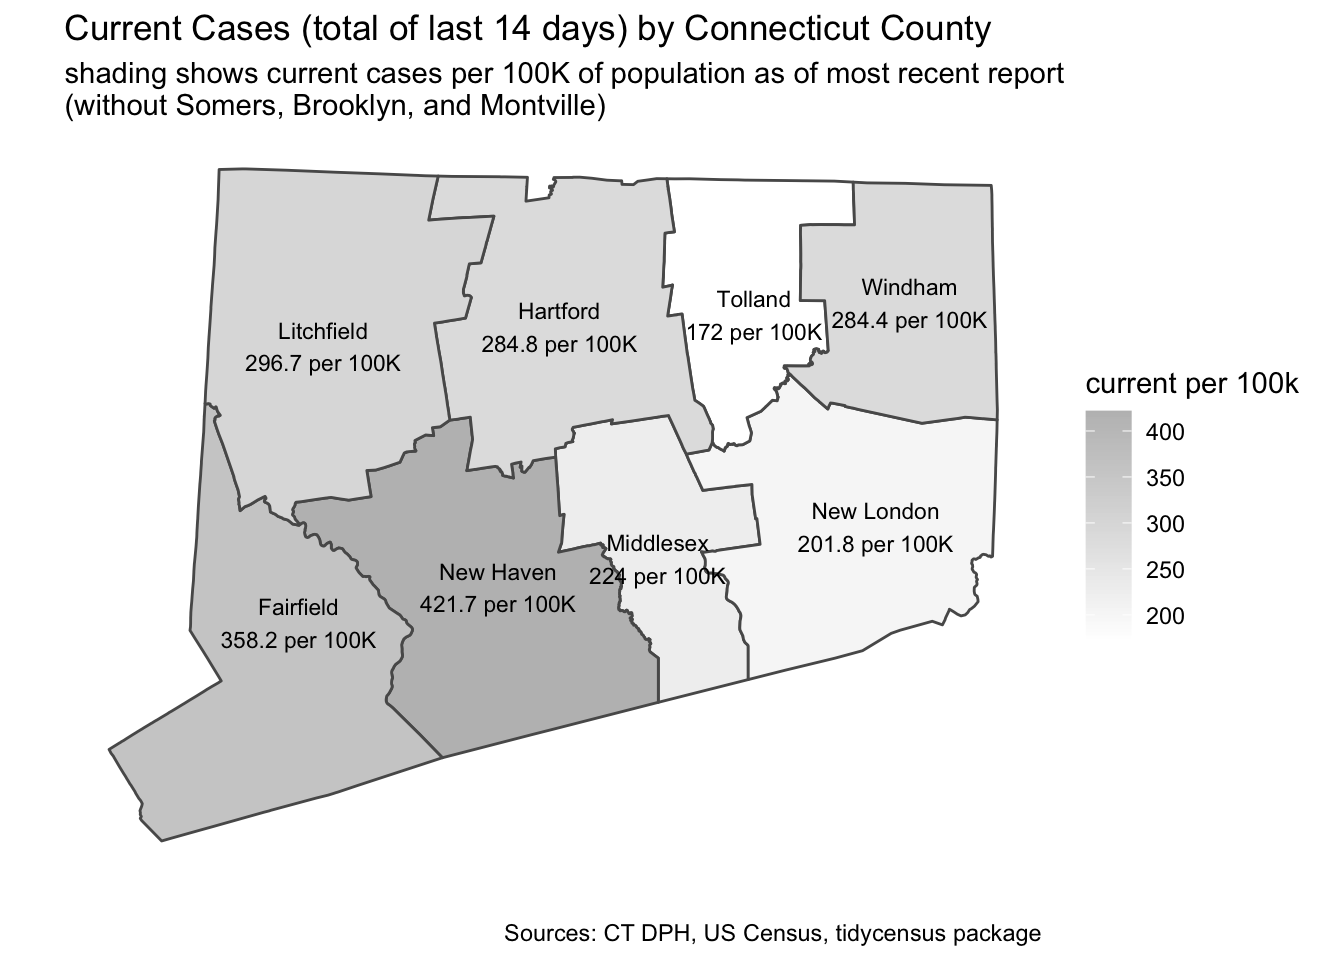 Current Cases (total of last 14 days) by Connecticut County
shading shows current cases per 100K of population as of most recent report
(without Somers, Brooklyn, and Montville)
Litchfield
296.7 per 100K
Hartford
284.8 per 100K
Tolland
172 per 100K
Windham
284.4 per 100K
Fairfield
358.2 per 100K
New Haven
421.7 per 100K
Middlesex
224 per 100K
New London
201.8 per 100K
current per 100k
400
350
300
250
200
Sources: CT DPH, US Census, tidycensus package